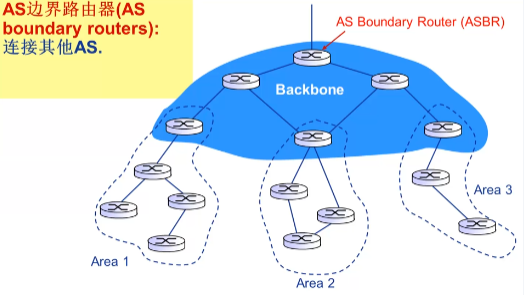 AS边界路由器(AS
boundary routers):
连接其他AS.
AS Boundary Router (ASBR)
Backbone
Area 3
Area 1
Area 2